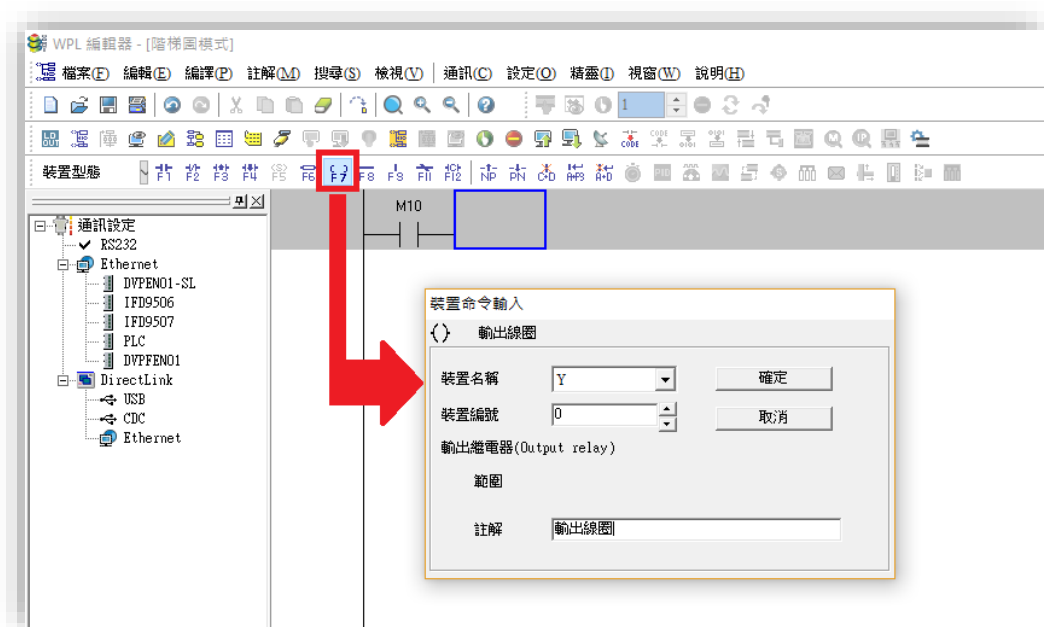 WPL 編輯器 - [階梯圖模式]
檔案(F) 編輯(E) 編譯(P) 註解(M) 搜尋(S) 檢視(V) 通訊(C) 設定(O) 精靈(I) 視窗(W) 說明(H)
1
裝置型態 F1 F2 F3 F4 F5 F6 F7 F8 F9 F11 F12 NP PN
通訊設定
RS232
Ethernet
DVPEN01-SL
IFD9506
IFD9507
PLC
DVPFEN01
DirectLink
USB
CDC
Ethernet
M10
裝置命令輸入
輸出線圈
裝置名稱 Y 確定
裝置編號 0 取消
輸出繼電器(Output relay)
範圍
註解 輸出線圈